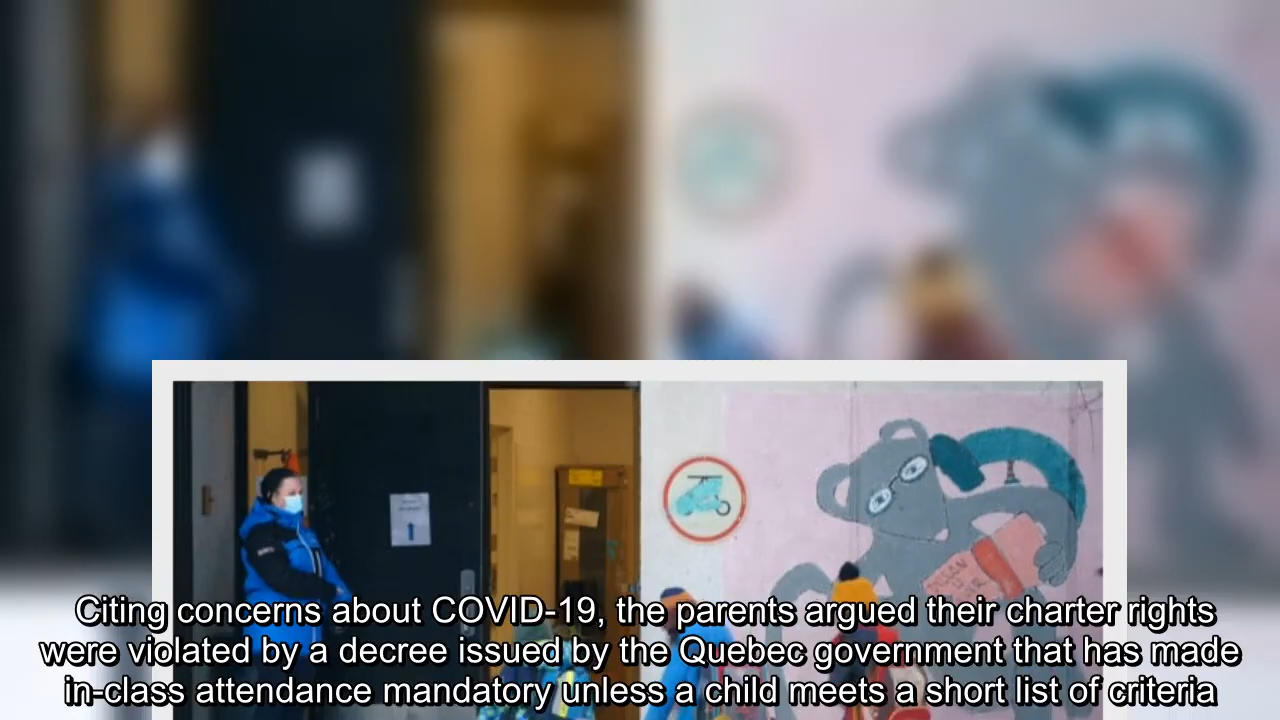 Citing concerns about COVID-19, the parents argued their charter rights
were violated by a decree issued by the Quebec government that has made
in-class attendance mandatory unless a child meets a short list of criteria